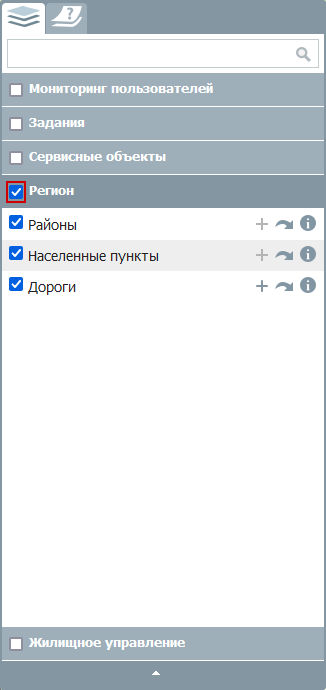 Мониторинг пользователей
Задания
Сервисные объекты
Регион
Районы
Населенные пункты
Дороги
Жилищное управление